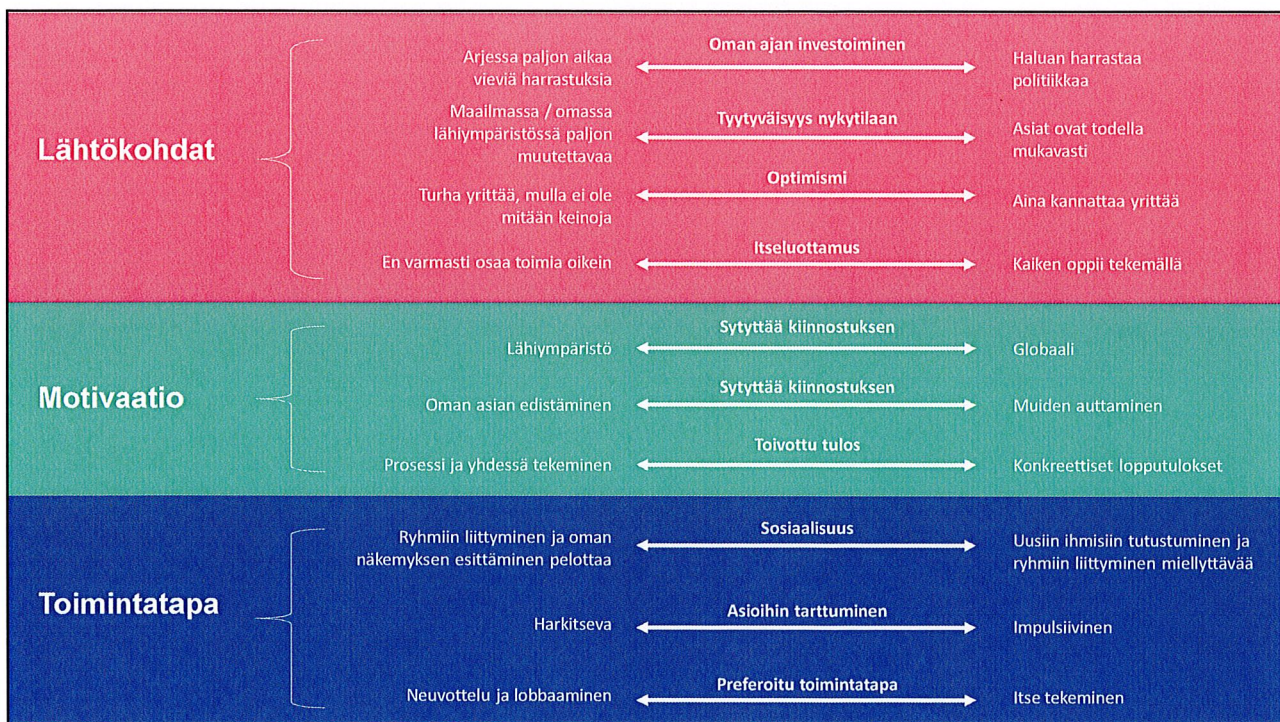 Lähtökohdat
Oman ajan investoiminen
Arjessa paljon aikaa
vieviä harrastuksia
Haluan harrastaa
politiikkaa
Tyytyväisyys nykytilaan
Maailmassa / omassa
lähiympäristössä paljon
muutettavaa
Asiat ovat todella
mukavasti
Optimismi
Turha yrittää, mulla ei ole
mitään keinoja
Aina kannattaa yrittää
Itseluottamus
En varmasti osaa toimia oikein
Kaiken oppii tekemällä
Motivaatio
Sytyttää kiinnostuksen
Lähiympäristö
Globaali
Sytyttää kiinnostuksen
Oman asian edistäminen
Muiden auttaminen
Toivottu tulos
Prosessi ja yhdessä tekeminen
Konkreettiset lopputulokset
Toimintatapa
Sosiaalisuus
Ryhmiin liittyminen ja oman
näkemyksen esittäminen pelottaa
Uusiin ihmisiin tutustuminen ja
ryhmiin liittyminen miellyttävää
Asioihin tarttuminen
Harkitseva
Impulsiivinen
Preferoitu toimintatapa
Neuvottelu ja lobbaaminen
Itse tekeminen